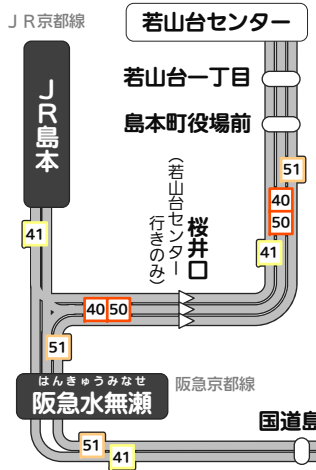 JR京都線
若山台センター
若山台一丁目
JR島本
島本町役場前
51
40
50
41
(若山台センター
行きのみ)
桜井口
41
40 50
51
はんきゅうみなせ
阪急水無瀬
阪急京都線
国道島
51
41